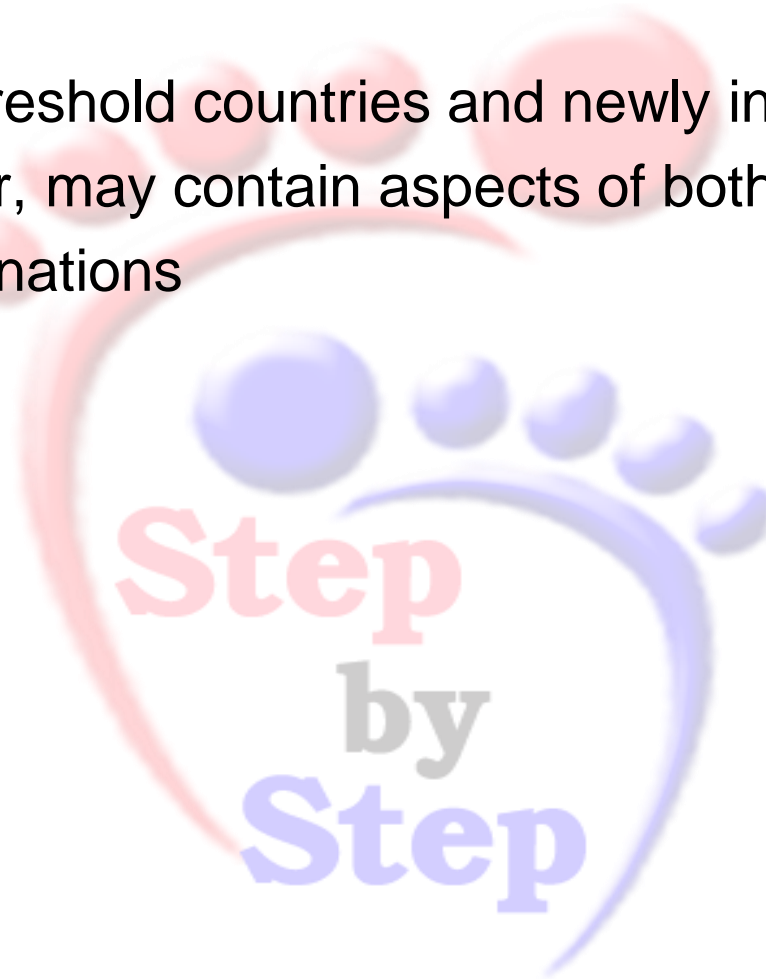 reshold countries and newly in
r, may contain aspects of both
nations
Step
by
Step